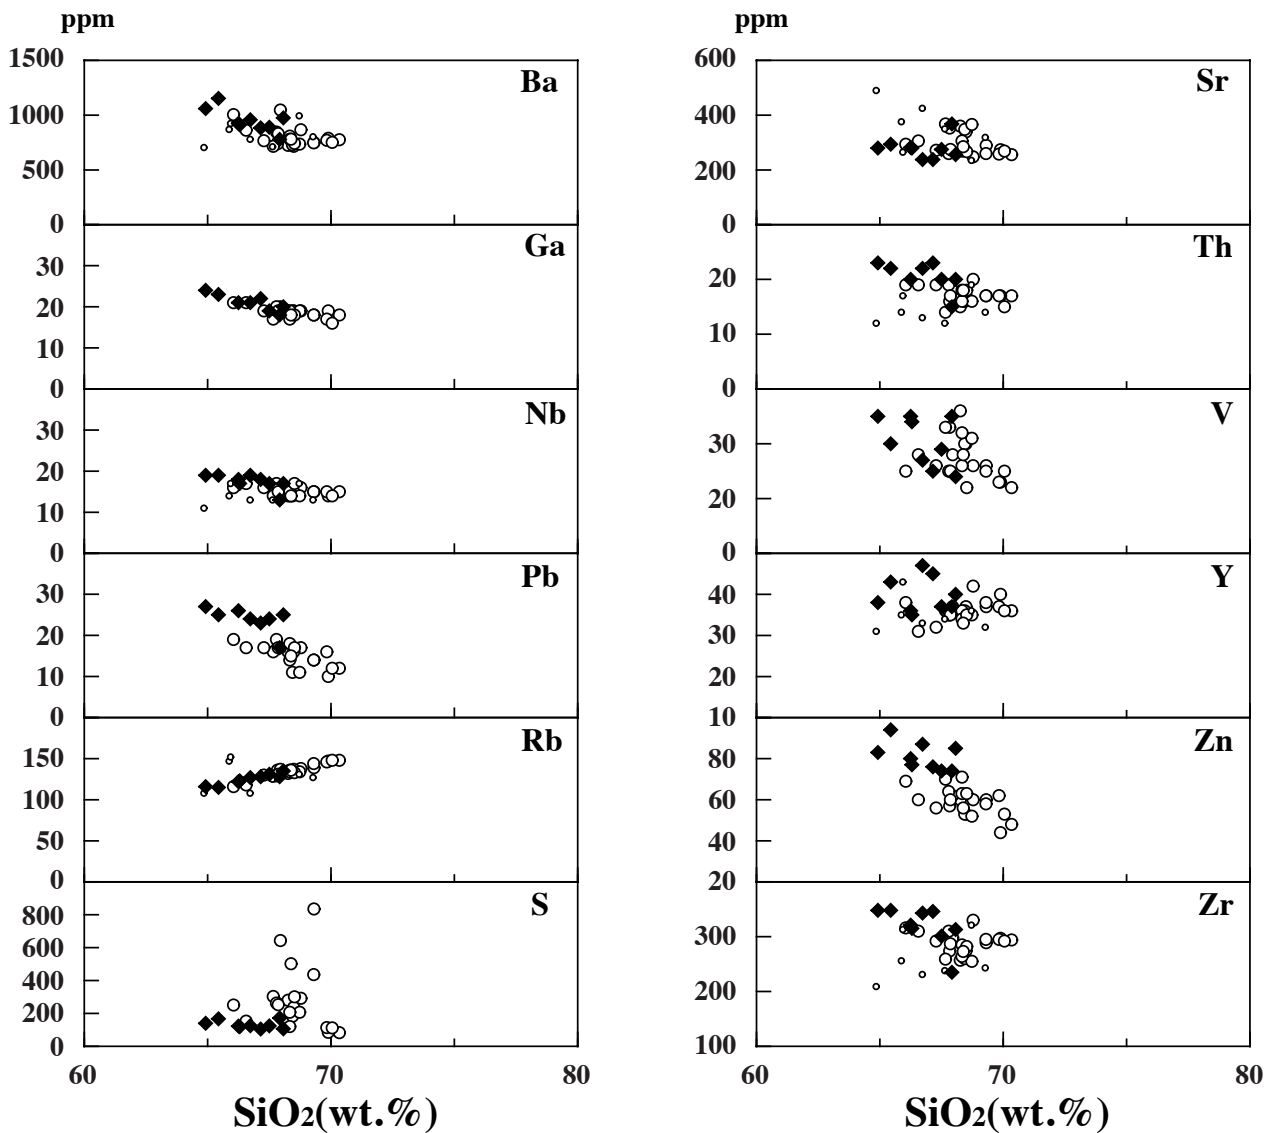 ppm ppm
1500 Ba 600 Sr
1000 400
500 200
0 0
Ga Th
30 20
20 10
10 0
0
Nb V
30 30
20 20
10 0
0
Pb Y
30 40
20 30
10 20
0 10
Rb Zn
150 80
100 60
50 40
0 20
S Zr
800 300
600 200
400 100
200
0
60 70 80 60 70 80
SiO2(wt.%) SiO2(wt.%)